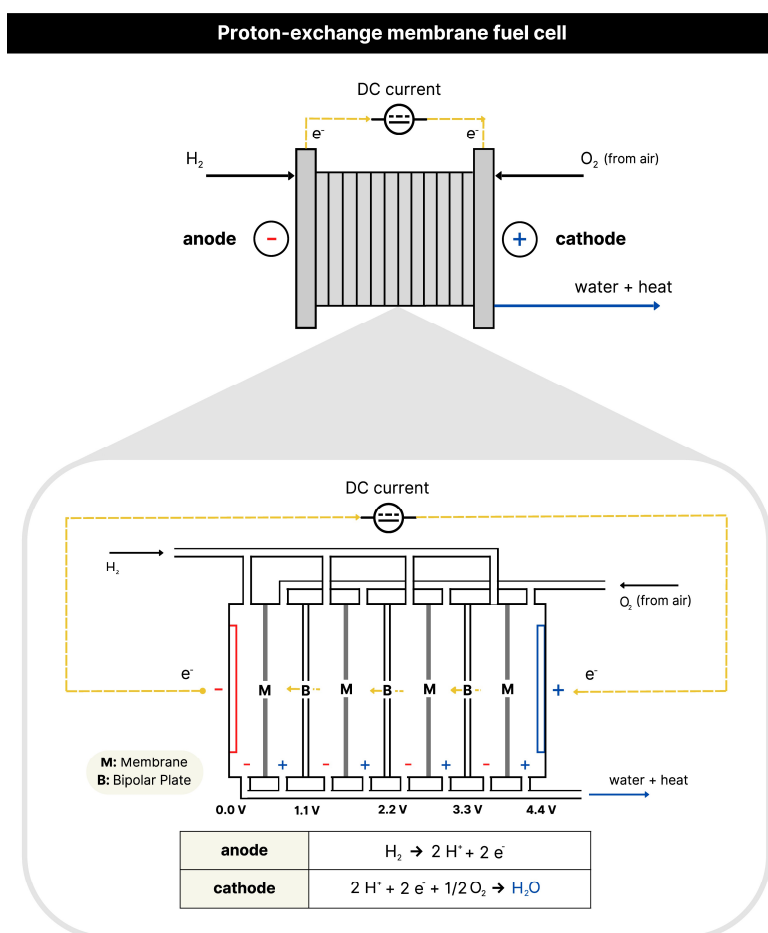 Proton-exchange membrane fuel cell
DC current
e⁻ e⁻
H₂ O₂ (from air)
anode - + cathode
water + heat
DC current
H₂
O₂ (from air)
e⁻ e⁻
- M B M B M B M +
- + - + - + - +
M: Membrane
B: Bipolar Plate
water + heat
0.0 V 1.1 V 2.2 V 3.3 V 4.4 V
anode H₂ → 2 H⁺ + 2 e⁻
cathode 2 H⁺ + 2 e⁻ + 1/2 O₂ → H₂O